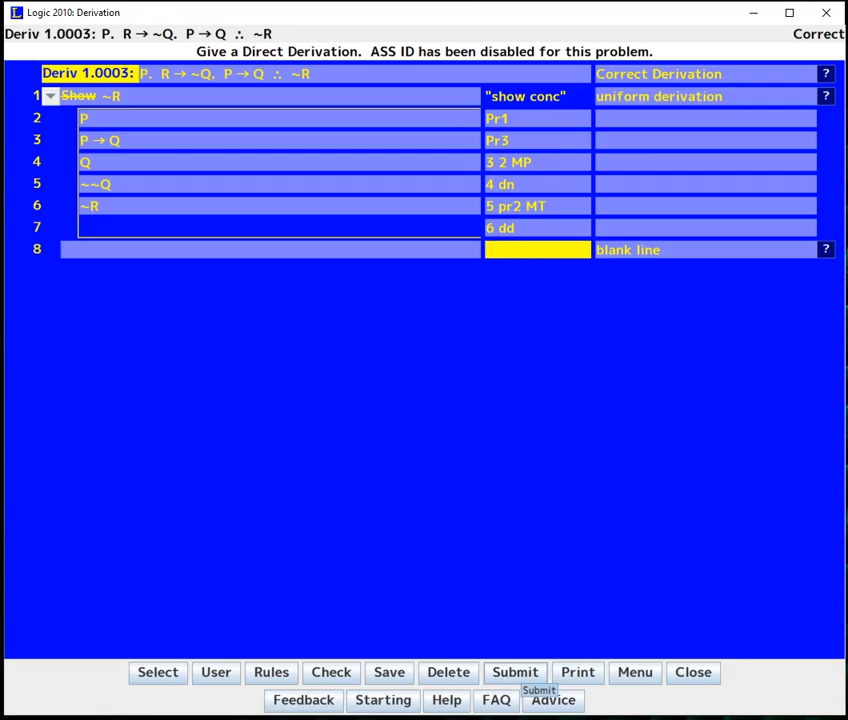 Logic 2010: Derivation
Deriv 1.0003: P. R → ~Q. P → Q ∴ ~R Correct
Give a Direct Derivation. ASS ID has been disabled for this problem.
Deriv 1.0003: P. R → ~Q. P → Q ∴ ~R Correct Derivation ?
1 Show ~R "show conc" uniform derivation ?
2 P Pr1
3 P → Q Pr3
4 Q 3 2 MP
5 ~~Q 4 dn
6 ~R 5 pr2 MT
7 6 dd
8 blank line ?
Select User Rules Check Save Delete Submit Print Menu Close
Submit
Feedback Starting Help FAQ Advice